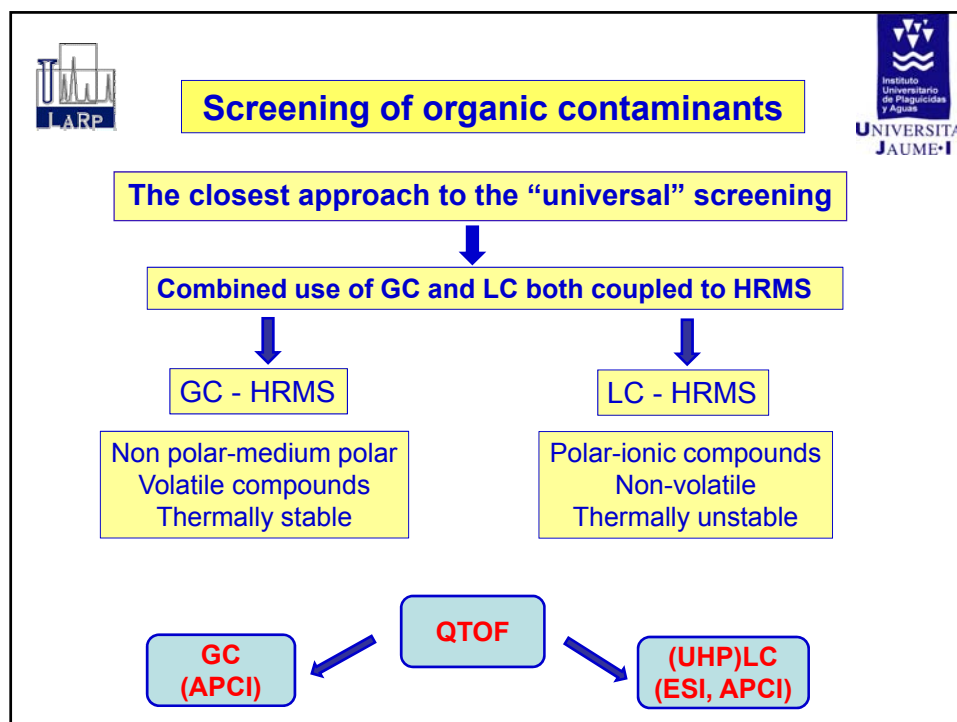 LARP
Instituto
Universitario
de Plaguicidas
y Aguas
UNIVERSITA
JAUME•I
Screening of organic contaminants
The closest approach to the “universal” screening
Combined use of GC and LC both coupled to HRMS
GC - HRMS
LC - HRMS
Non polar-medium polar
Volatile compounds
Thermally stable
Polar-ionic compounds
Non-volatile
Thermally unstable
QTOF
GC
(APCI)
(UHP)LC
(ESI, APCI)